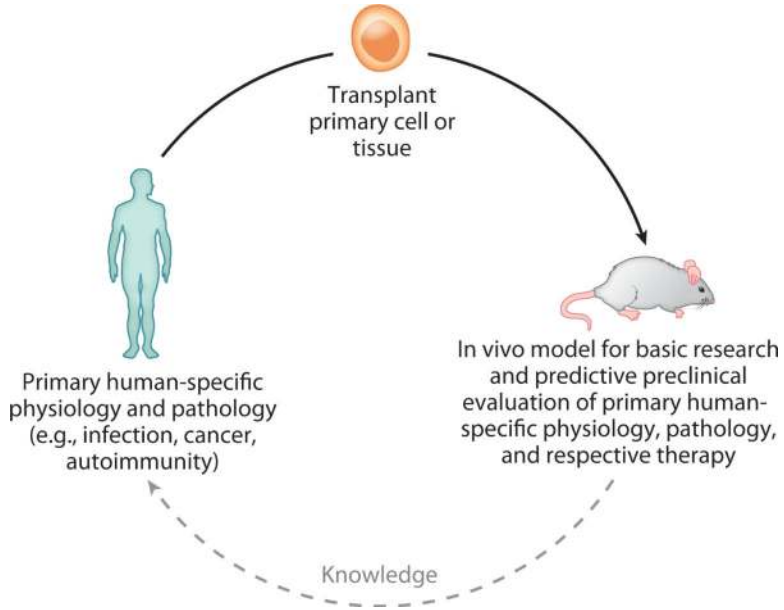 Transplant
primary cell or
tissue
Primary human-specific
physiology and pathology
(e.g., infection, cancer,
autoimmunity)
In vivo model for basic research
and predictive preclinical
evaluation of primary human-
specific physiology, pathology,
and respective therapy
Knowledge